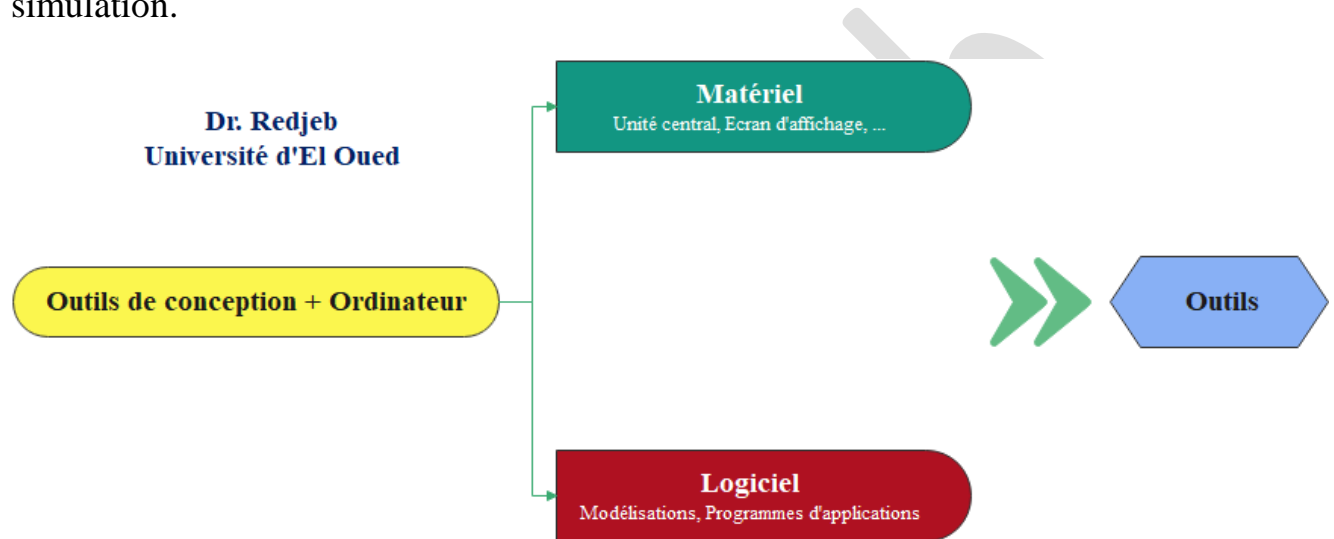 simulation.
Matériel
Unité central, Ecran d'affichage, ...
Dr. Redjeb
Université d'El Oued
Outils de conception + Ordinateur
Outils
Logiciel
Modélisations, Programmes d'applications